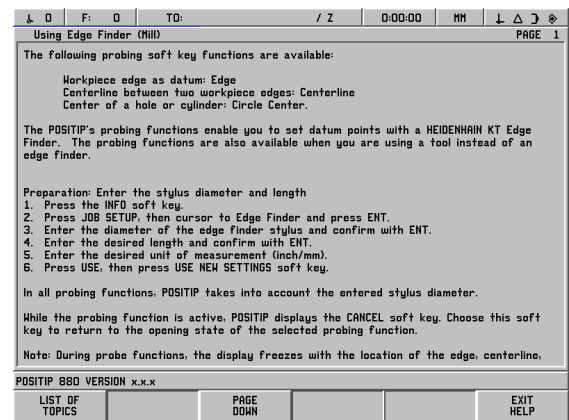 0 F: 0 TO: / Z 0:00:00 MM
Using Edge Finder (Mill) PAGE 1
The following probing soft key functions are available:
Workpiece edge as datum: Edge
Centerline between two workpiece edges: Centerline
Center of a hole or cylinder: Circle Center.
The POSITIP's probing functions enable you to set datum points with a HEIDENHAIN KT Edge
Finder. The probing functions are also available when you are using a tool instead of an
edge finder.
Preparation: Enter the stylus diameter and length
1. Press the INFO soft key.
2. Press JOB SETUP, then cursor to Edge Finder and press ENT.
3. Enter the diameter of the edge finder stylus and confirm with ENT.
4. Enter the desired length and confirm with ENT.
5. Enter the desired unit of measurement (inch/mm).
6. Press USE, then press USE NEW SETTINGS soft key.
In all probing functions, POSITIP takes into account the entered stylus diameter.
While the probing function is active, POSITIP displays the CANCEL soft key. Choose this soft
key to return to the opening state of the selected probing function.
Note: During probe functions, the display freezes with the location of the edge, centerline,
POSITIP 880 VERSION x.x.x
LIST OF
TOPICS
PAGE
DOWN
EXIT
HELP